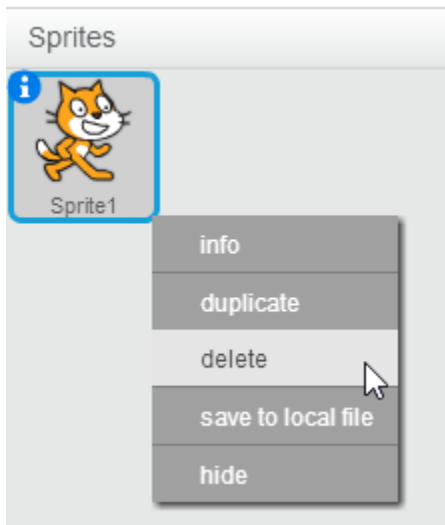 Sprites
Sprite1
info
duplicate
delete
save to local file
hide